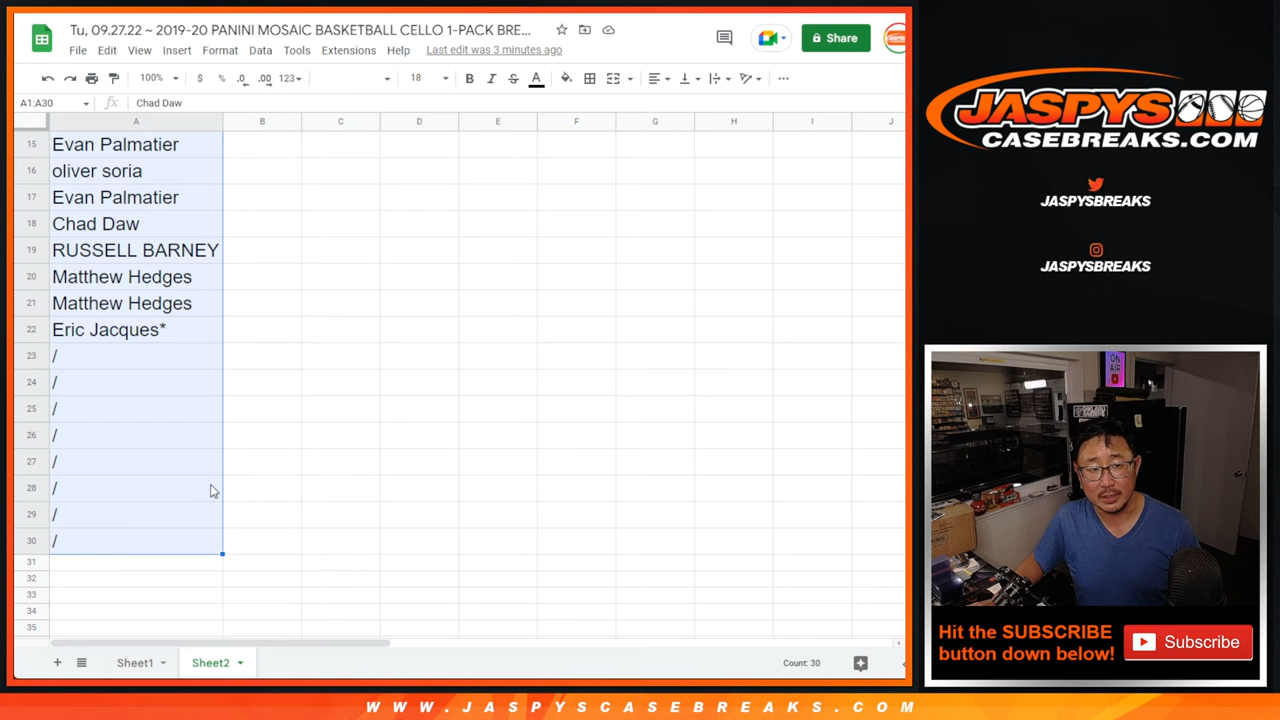 Tu, 09.27.22 ~ 2019-20 PANINI MOSAIC BASKETBALL CELLO 1-PACK BRE...
File Edit View Insert Format Data Tools Extensions Help Last edit was 3 minutes ago
Share
100% $ % .0 .00 123 18
A1:A30 fx Chad Daw
A B C D E F G H I J
15 Evan Palmatier
16 oliver soria
17 Evan Palmatier
18 Chad Daw
19 RUSSELL BARNEY
20 Matthew Hedges
21 Matthew Hedges
22 Eric Jacques*
23 /
24 /
25 /
26 /
27 /
28 /
29 /
30 /
31
32
33
34
35
Sheet1 Sheet2 Count: 30
JASPYS
CASEBREAKS.COM
JASPYSBREAKS
JASPYSBREAKS
ON
AIR
Hit the SUBSCRIBE
button down below!
Subscribe
WWW.JASPYSCASEBREAKS.COM